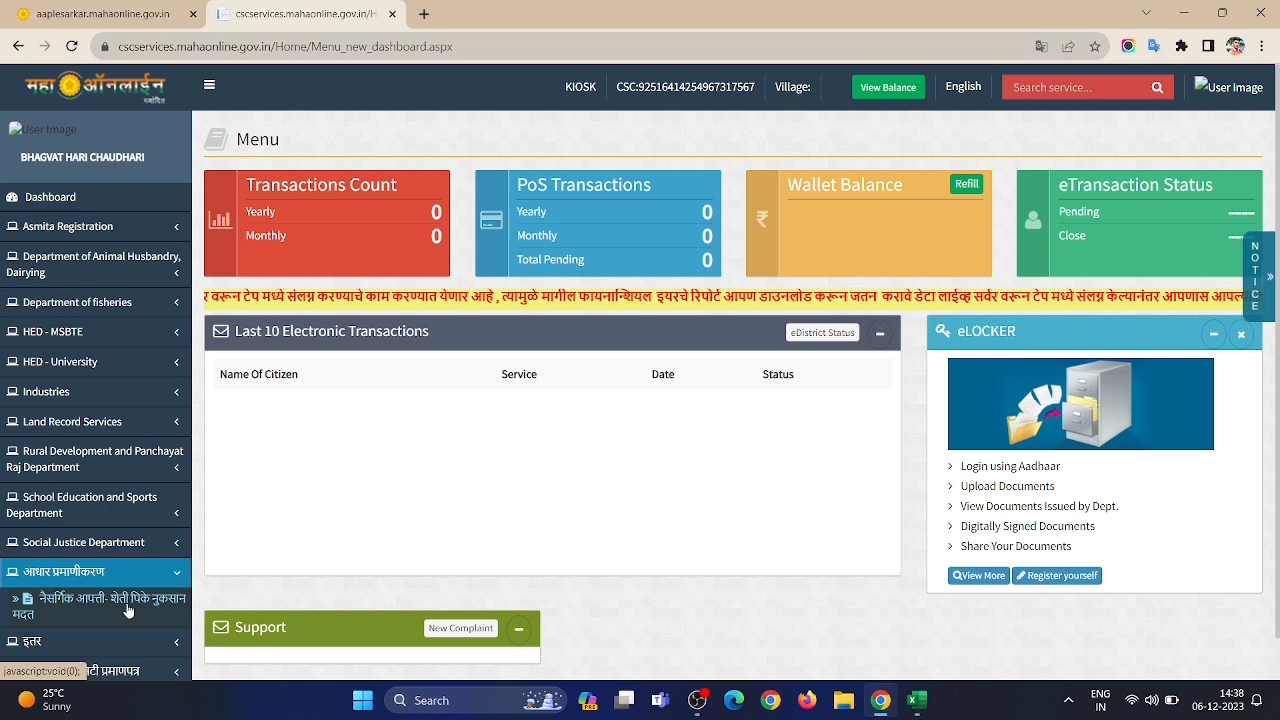 aaplesarkar.mahaonline.gov.in
cscservices.mahaonline.gov.in/H
cscservices.mahaonline.gov.in/Home/Menu_new_dashboard.aspx
महा ऑनलाईन
मर्यादित
KIOSK
CSC:92516414254967317567
Village:
View Balance
English
Search service...
User Image
User Image
BHAGVAT HARI CHAUDHARI
Menu
Dashboard
Asmita Registration
Department of Animal Husbandry,
Dairying
Department of fisheries
HED - MSBTE
HED - University
Industries
Land Record Services
Rural Development and Panchayat
Raj Department
School Education and Sports
Department
Social Justice Department
आधार प्रमाणीकरण
नैसर्गिक आपत्ती- शेती पिके नुकसान
मदत
इतर
javascript:void(0);
Transactions Count
Yearly 0
Monthly 0
PoS Transactions
Yearly 0
Monthly 0
Total Pending 0
Wallet Balance Refill
eTransaction Status
Pending ---
Close
NOTICE
र वरून टेप मध्ये संलग्न करण्याचे काम करण्यात येणार आहे , त्यामुळे मागील फायनान्शियल इयरचे रिपोर्ट आपण डाउनलोड करून जतन करावे डेटा लाईव्ह सर्वर वरून टेप मध्ये संलग्न केल्यानंतर आपणास
Last 10 Electronic Transactions
eDistrict Status
Name Of Citizen Service Date Status
eLOCKER
Login using Aadhaar
Upload Documents
View Documents Issued by Dept.
Digitally Signed Documents
Share Your Documents
View More Register yourself
Support
New Complaint
25°C
Sunny
Search
PRE
ENG
IN
14:38
06-12-2023